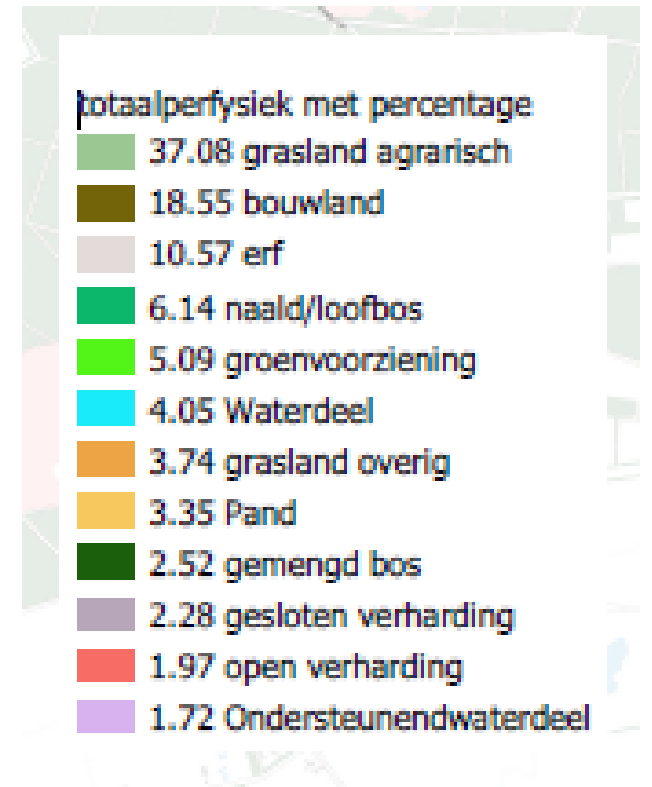 totaalperfysiek met percentage
37.08 grasland agrarisch
18.55 bouwland
10.57 erf
6.14 naald/loofbos
5.09 groenvoorziening
4.05 Waterdeel
3.74 grasland overig
3.35 Pand
2.52 gemengd bos
2.28 gesloten verharding
1.97 open verharding
1.72 Ondersteunendwaterdeel